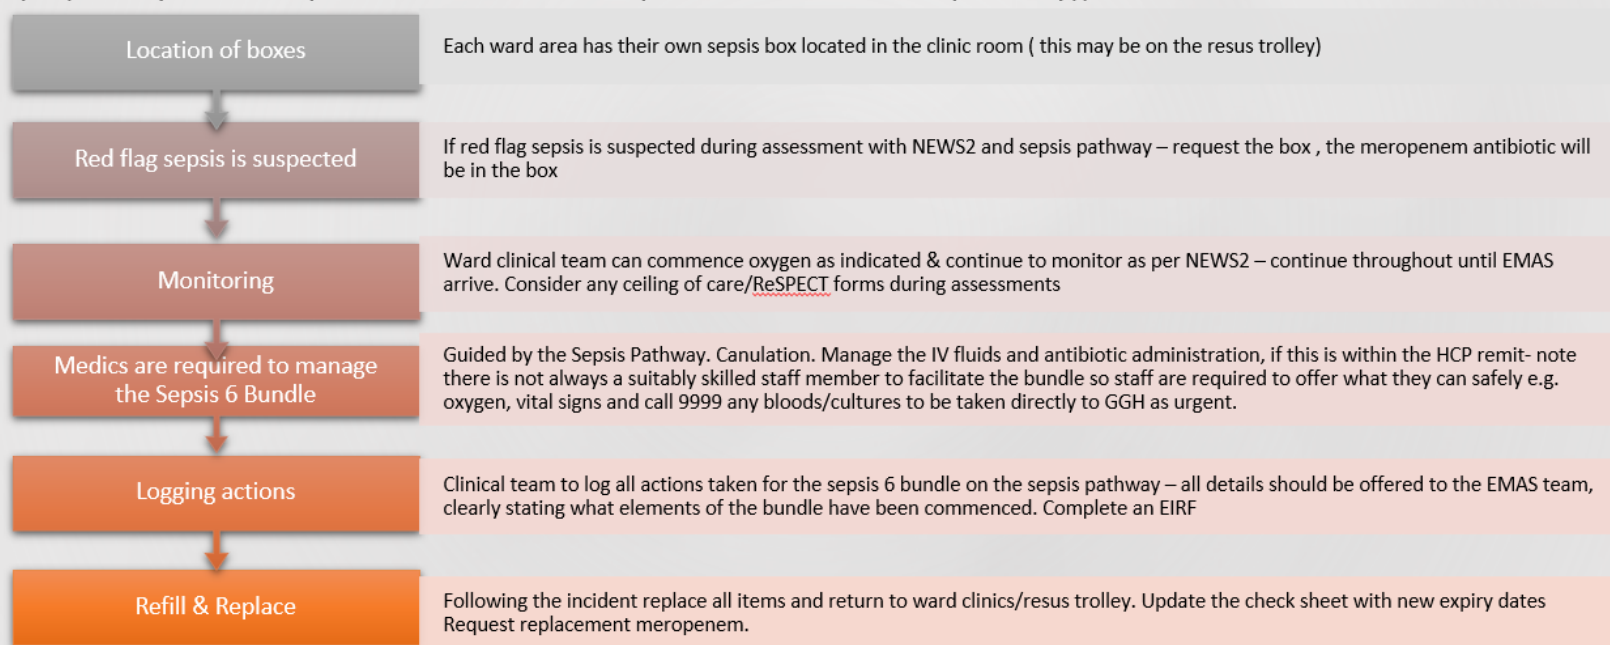 Location of boxes
Each ward area has their own sepsis box located in the clinic room ( this may be on the resus trolley)
Red flag sepsis is suspected
If red flag sepsis is suspected during assessment with NEWS2 and sepsis pathway – request the box , the meropenem antibiotic will
be in the box
Monitoring
Ward clinical team can commence oxygen as indicated & continue to monitor as per NEWS2 – continue throughout until EMAS
arrive. Consider any ceiling of care/ReSPECT forms during assessments
Medics are required to manage
the Sepsis 6 Bundle
Guided by the Sepsis Pathway. Canulation. Manage the IV fluids and antibiotic administration, if this is within the HCP remit- note
there is not always a suitably skilled staff member to facilitate the bundle so staff are required to offer what they can safely e.g.
oxygen, vital signs and call 9999 any bloods/cultures to be taken directly to GGH as urgent.
Logging actions
Clinical team to log all actions taken for the sepsis 6 bundle on the sepsis pathway – all details should be offered to the EMAS team,
clearly stating what elements of the bundle have been commenced. Complete an EIRF
Refill & Replace
Following the incident replace all items and return to ward clinics/resus trolley. Update the check sheet with new expiry dates
Request replacement meropenem.